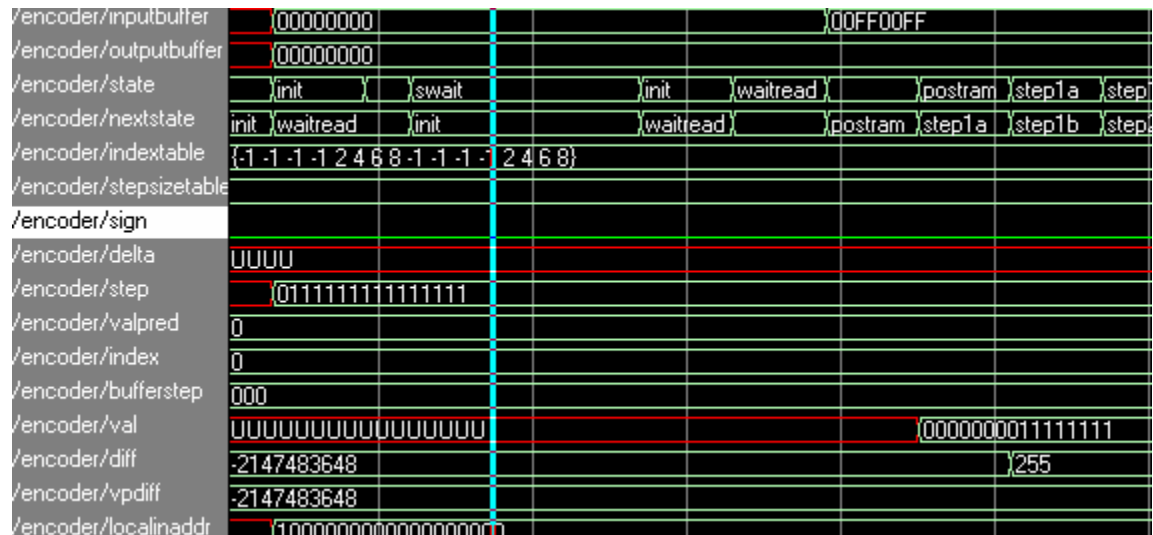 /encoder/inputbuffer 00000000 00FF00FF
/encoder/outputbuffer 00000000
/encoder/state init swait init waitread postram step1a
/encoder/nextstate init waitread init waitread postram step1a step1b
/encoder/indextable {-1 -1 -1 -1 2 4 6 8 -1 -1 -1 -1 2 4 6 8}
/encoder/stepsizetable
/encoder/sign
/encoder/delta UUUU
/encoder/step 0111111111111111
/encoder/valpred 0
/encoder/index 0
/encoder/bufferstep 000
/encoder/val UUUUUUUUUUUUUUUU 0000000011111111
/encoder/diff -2147483648 255
/encoder/vpdiff -2147483648
/encoder/localinaddr